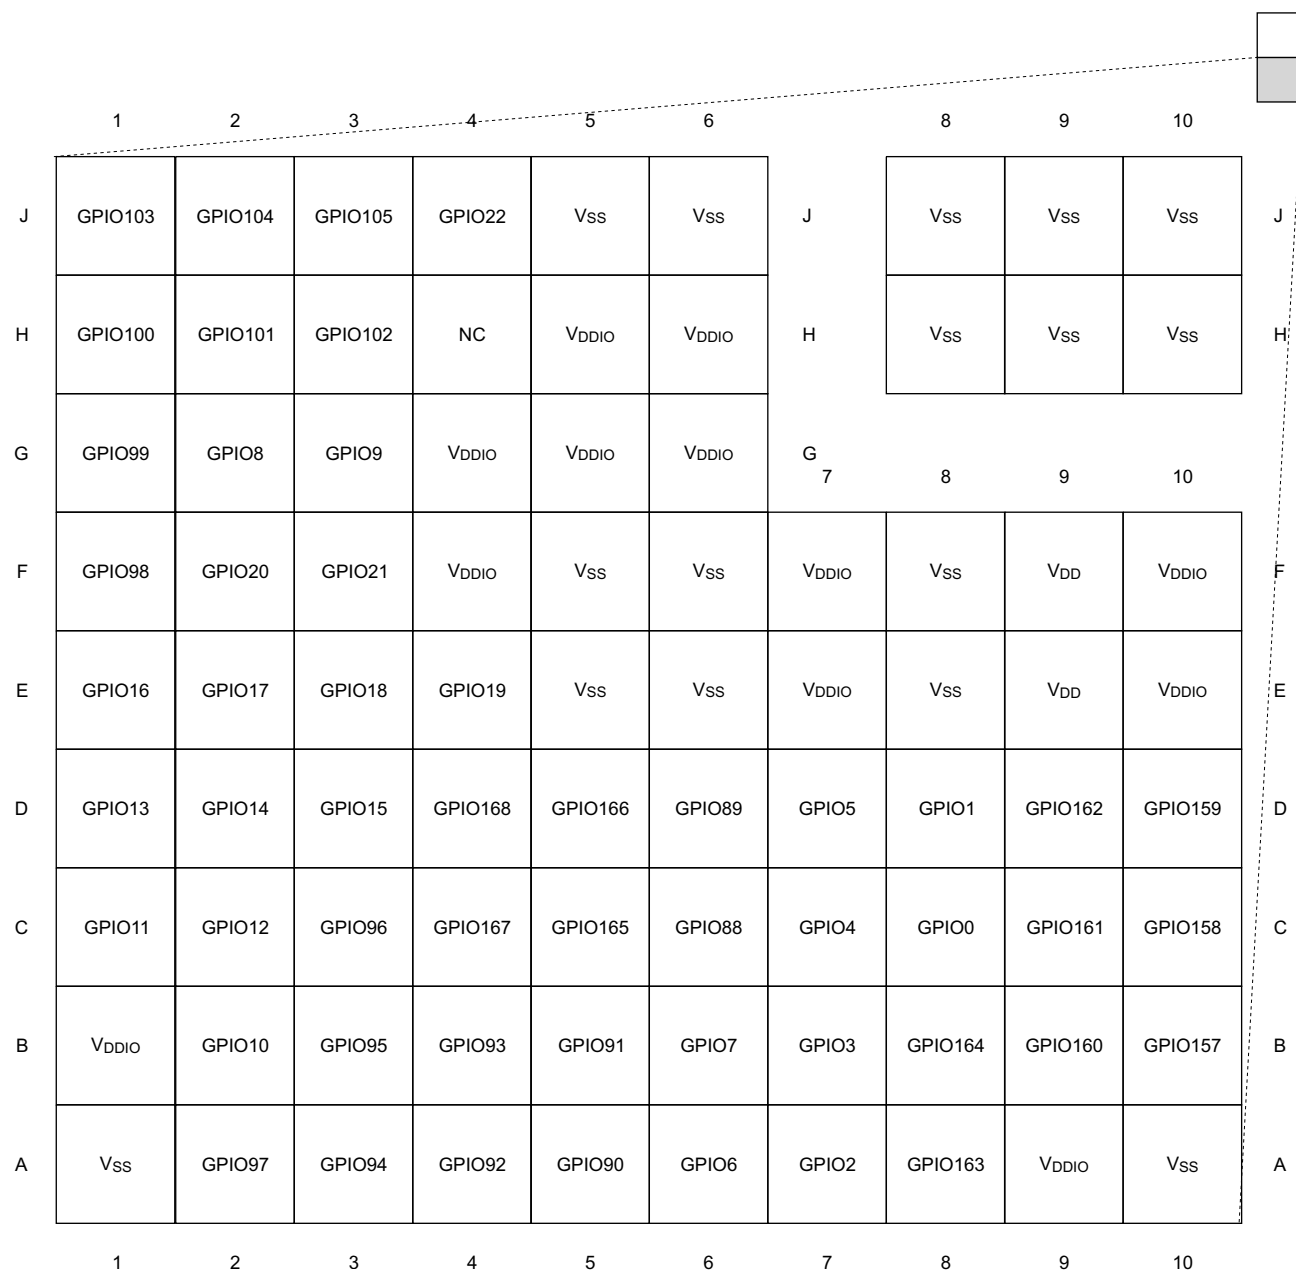 1 2 3 4 5 6 8 9 10
J GPIO103 GPIO104 GPIO105 GPIO22 VSS VSS J VSS VSS VSS J
H GPIO100 GPIO101 GPIO102 NC VDDIO VDDIO H VSS VSS VSS H
G GPIO99 GPIO8 GPIO9 VDDIO VDDIO VDDIO G
7 8 9 10
F GPIO98 GPIO20 GPIO21 VDDIO VSS VSS VDDIO VSS VDD VDDIO F
E GPIO16 GPIO17 GPIO18 GPIO19 VSS VSS VDDIO VSS VDD VDDIO E
D GPIO13 GPIO14 GPIO15 GPIO168 GPIO166 GPIO89 GPIO5 GPIO1 GPIO162 GPIO159 D
C GPIO11 GPIO12 GPIO96 GPIO167 GPIO165 GPIO88 GPIO4 GPIO0 GPIO161 GPIO158 C
B VDDIO GPIO10 GPIO95 GPIO93 GPIO91 GPIO7 GPIO3 GPIO164 GPIO160 GPIO157 B
A VSS GPIO97 GPIO94 GPIO92 GPIO90 GPIO6 GPIO2 GPIO163 VDDIO VSS A
1 2 3 4 5 6 7 8 9 10